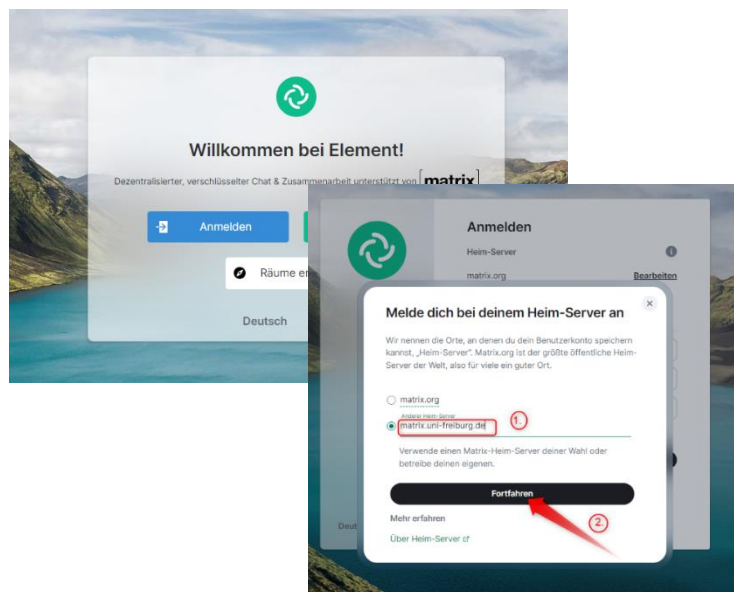 Willkommen bei Element!
Dezentralisierter, verschlüsselter Chat & Zusammenarbeit unterstützt von [matrix]
Anmelden
Räume er
Deutsch
Anmelden
Heim-Server
matrix.org
Bearbeiten
Melde dich bei deinem Heim-Server an
Wir nennen die Orte, an denen du dein Benutzerkonto speichern
kannst, „Heim-Server". Matrix.org ist der größte öffentliche Heim-
Server der Welt, also für viele ein guter Ort.
matrix.org
Anderer Heim-Server
matrix.uni-freiburg.de
1.
Verwende einen Matrix-Heim-Server deiner Wahl oder
betreibe deinen eigenen.
Fortfahren
2.
Mehr erfahren
Über Heim-Server
Deut